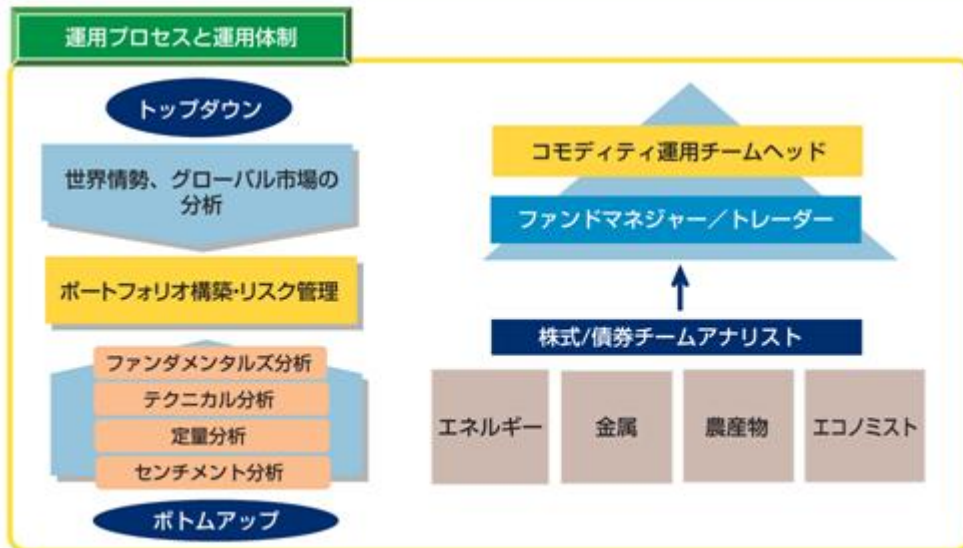 運用プロセスと運用体制
トップダウン
世界情勢、グローバル市場の
分析
ポートフォリオ構築・リスク管理
ファンダメンタルズ分析
テクニカル分析
定量分析
センチメント分析
ボトムアップ
コモディティ運用チームヘッド
ファンドマネジャー／トレーダー
株式/債券チームアナリスト
エネルギー
金属
農産物
エコノミスト